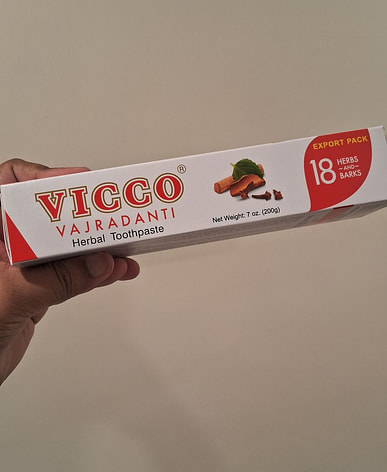 VICCO®
VAJRADANTI
Herbal Toothpaste
Net Weight: 7 oz. (200g)
EXPORT PACK
18 HERBS
AND
BARKS